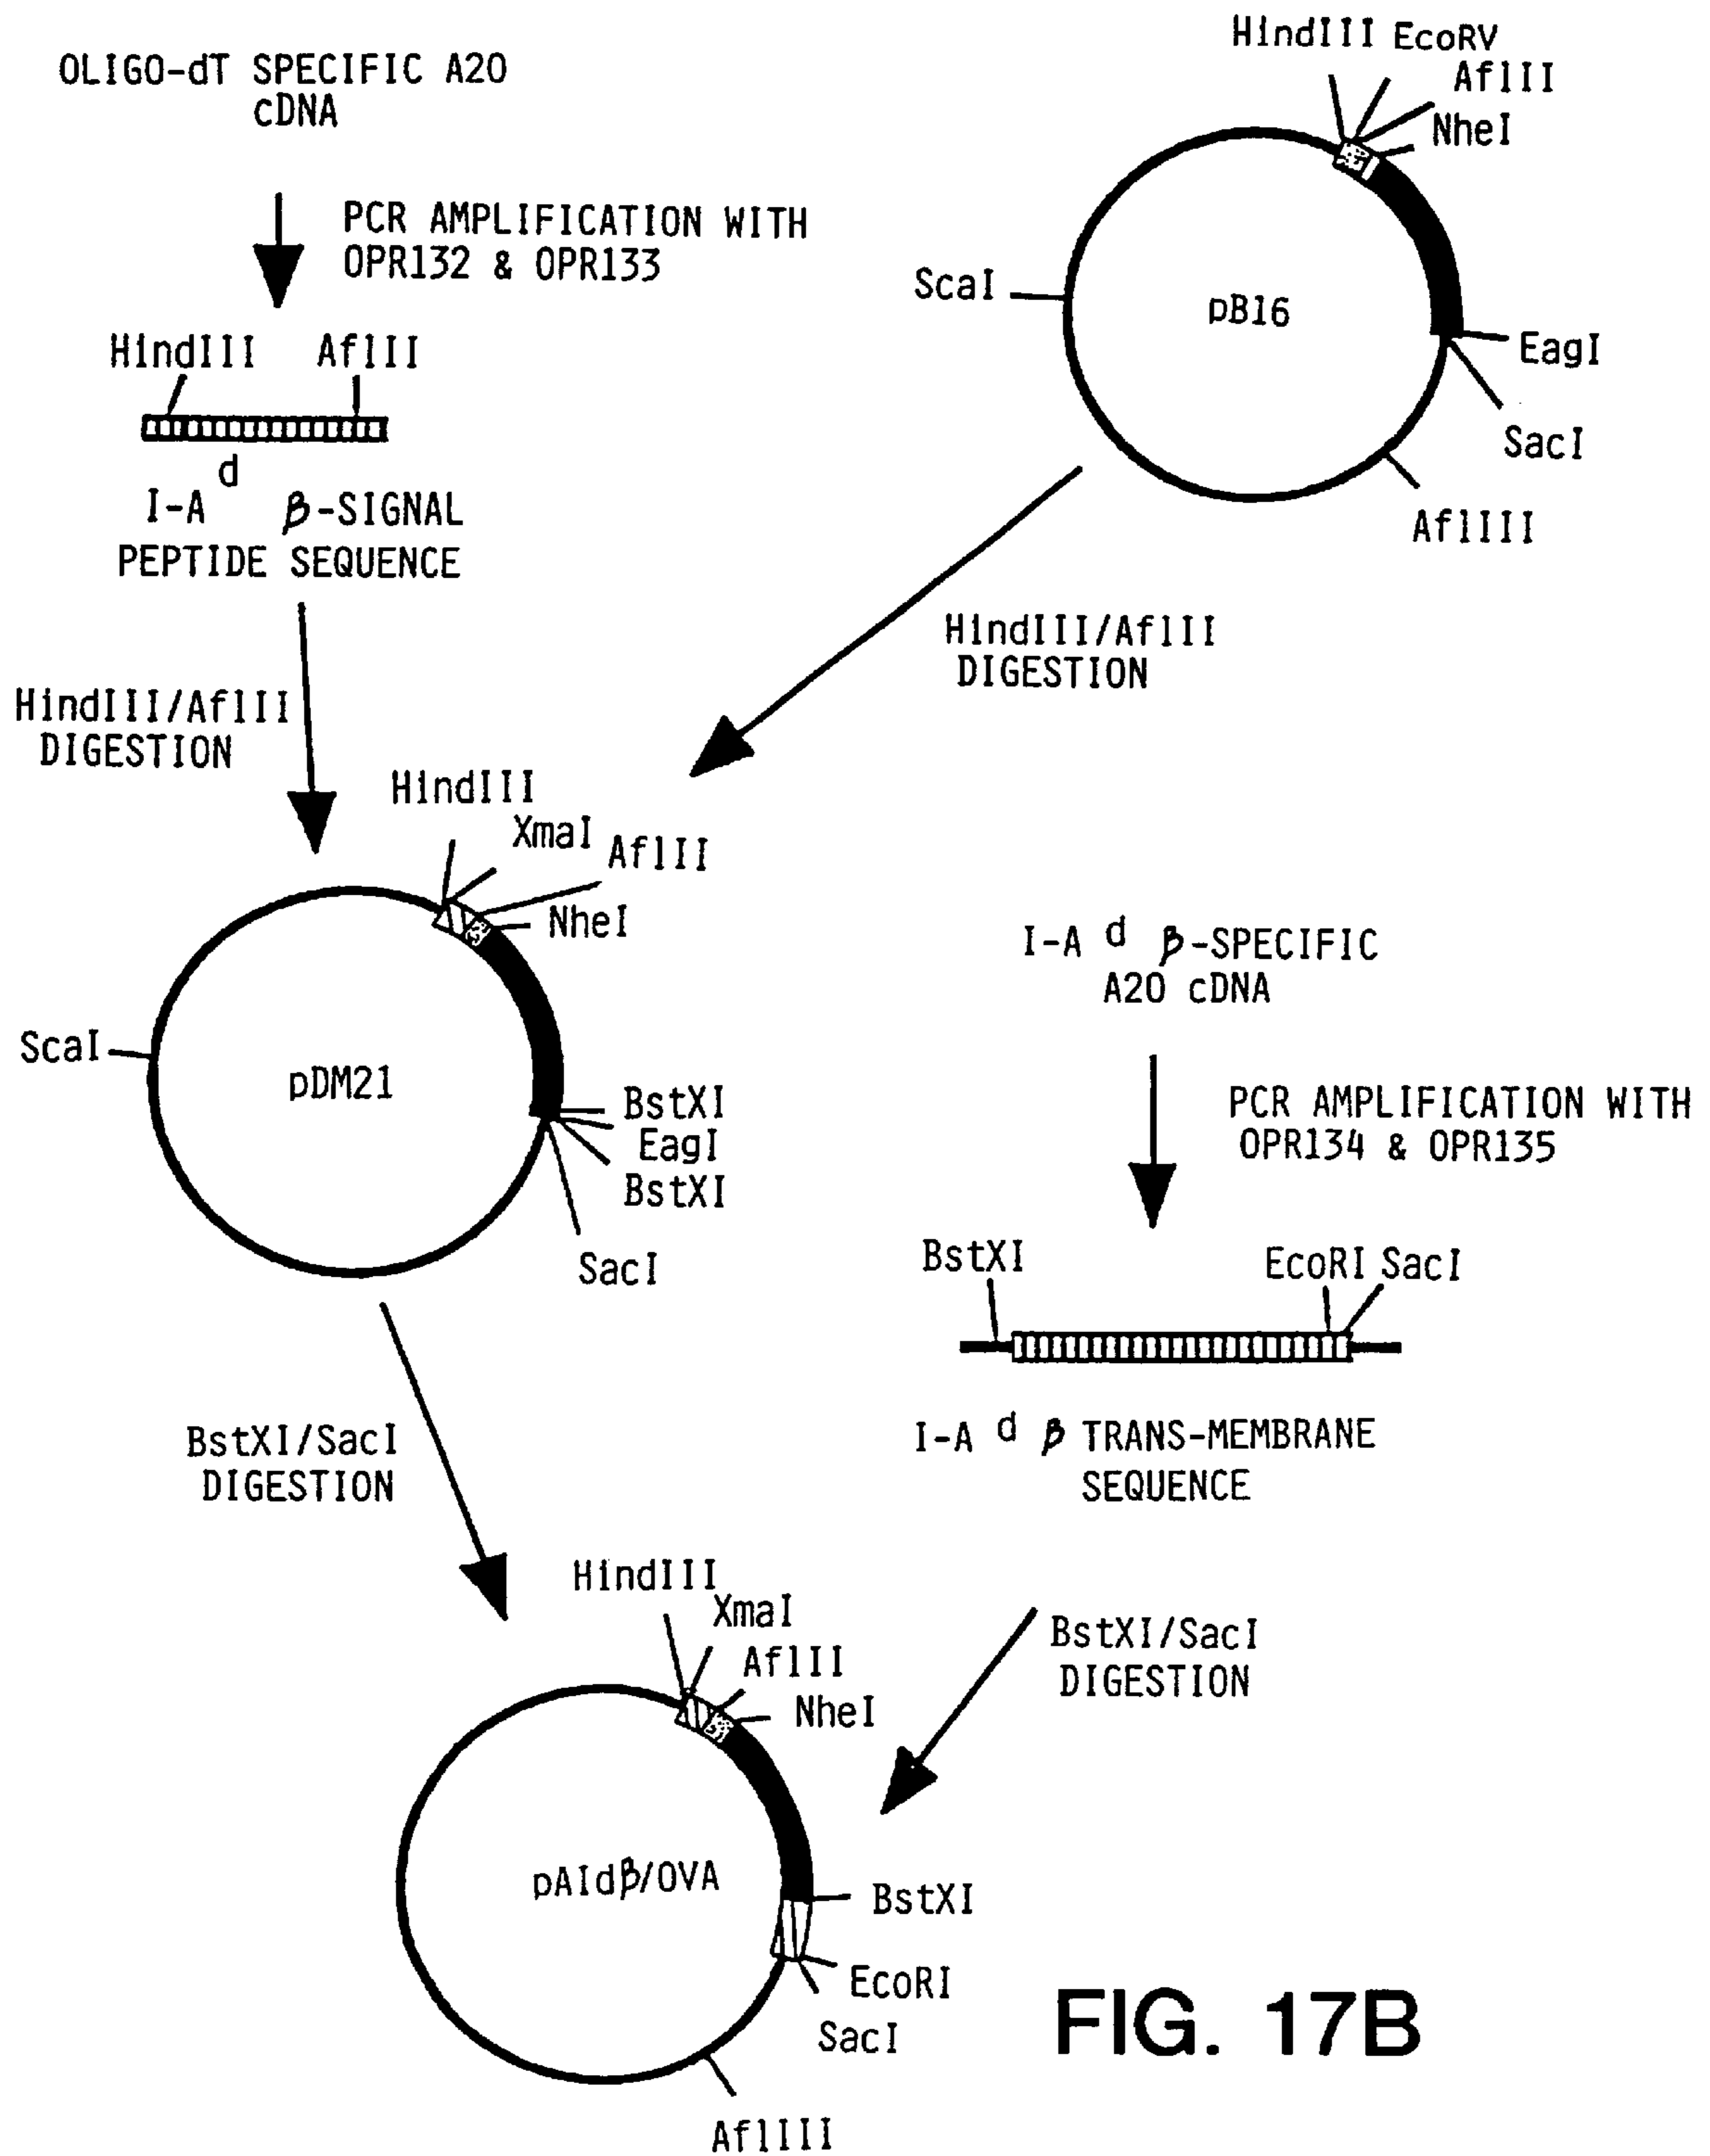 OLIGO-dT SPECIFIC A20
cDNA
PCR AMPLIFICATION WITH
OPR132 & OPR133
HindIII AflII
I-A d β-SIGNAL
PEPTIDE SEQUENCE
HindIII/AflII
DIGESTION
HindIII EcoRV
AflII
NheI
ScaI
pB16
EagI
SacI
AflIII
HindIII/AflII
DIGESTION
HindIII
XmaI
AflII
NheI
ScaI
pDM21
BstXI
EagI
BstXI
SacI
I-A d β-SPECIFIC
A20 cDNA
PCR AMPLIFICATION WITH
OPR134 & OPR135
BstXI EcoRI SacI
I-A d β TRANS-MEMBRANE
SEQUENCE
BstXI/SacI
DIGESTION
BstXI/SacI
DIGESTION
HindIII
XmaI
AflII
NheI
pAIdβ/OVA
BstXI
EcoRI
SacI
AflIII
FIG. 17B